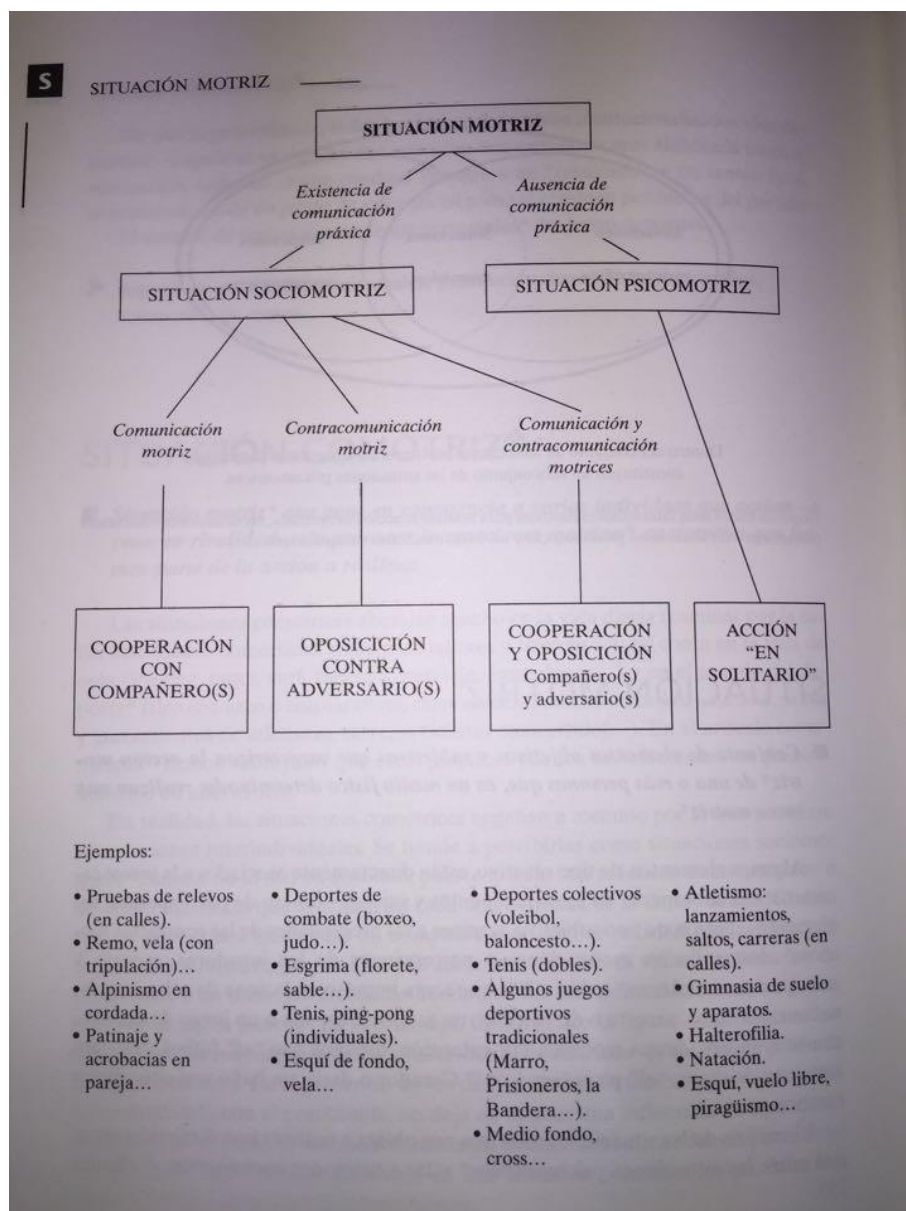 S
SITUACIÓN MOTRIZ
SITUACIÓN MOTRIZ
Existencia de
comunicación
práxica
Ausencia de
comunicación
práxica
SITUACIÓN SOCIOMOTRIZ
SITUACIÓN PSICOMOTRIZ
Comunicación
motriz
Contracomunicación
motriz
Comunicación y
contracomunicación
motrices
COOPERACIÓN
CON
COMPAÑERO(S)
OPOSICICIÓN
CONTRA
ADVERSARIO(S)
COOPERACIÓN
Y OPOSICICIÓN
Compañero(s)
y adversario(s)
ACCIÓN
“EN
SOLITARIO”
Ejemplos:
• Pruebas de relevos
(en calles).
• Remo, vela (con
tripulación)…
• Alpinismo en
cordada…
• Patinaje y
acrobacias en
pareja…
• Deportes de
combate (boxeo,
judo…).
• Esgrima (florete,
sable…).
• Tenis, ping-pong
(individuales).
• Esquí de fondo,
vela…
• Deportes colectivos
(voleibol,
baloncesto…).
• Tenis (dobles).
• Algunos juegos
deportivos
tradicionales
(Marro,
Prisioneros, la
Bandera…).
• Medio fondo,
cross…
• Atletismo:
lanzamientos,
saltos, carreras (en
calles).
• Gimnasia de suelo
y aparatos.
• Halterofilia.
• Natación.
• Esquí, vuelo libre,
piragüismo…